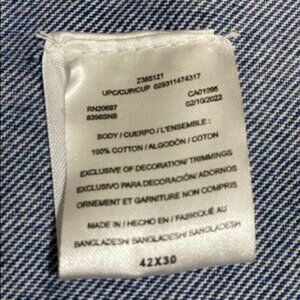 Z385121
UPC/CUP/CUP 029311474317
RN20697 CA01095
8396SNB 02/10/2022
BODY / CUERPO / L'ENSEMBLE :
100% COTTON / ALGODÓN / COTON
EXCLUSIVE OF DECORATION/TRIMMINGS
EXCLUSIVO PARA DECORACIÓN/ ADORNOS
ORNEMENT ET GARNITURE NON COMPRIS
MADE IN / HECHO EN / FABRIQUÉ AU
BANGLADESH/ BANGLADESH/ BANGLADESH
42X30